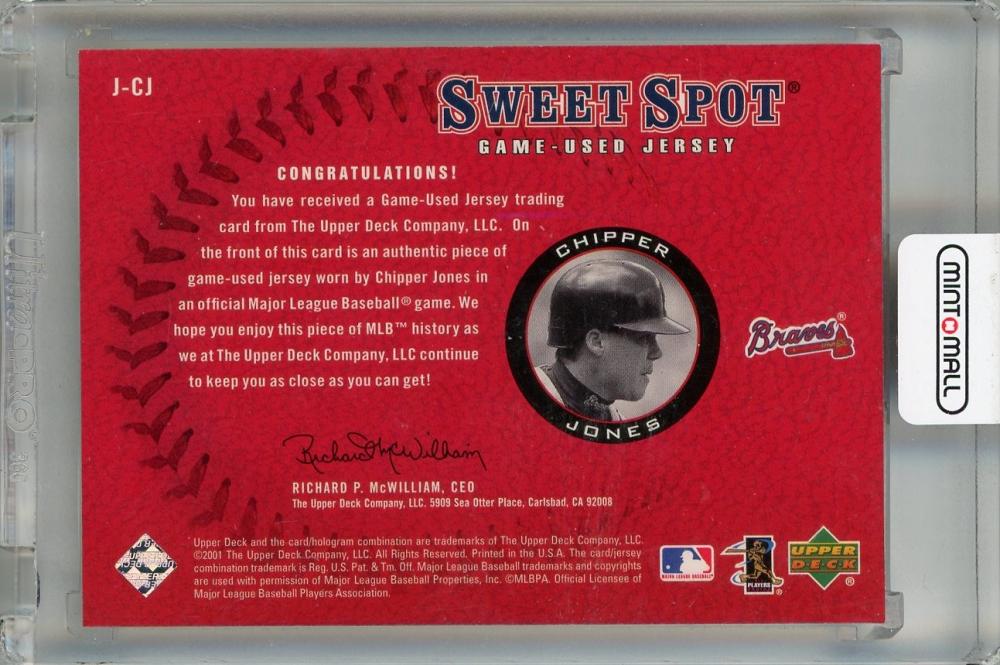 J-CJ
SWEET SPOT®
GAME-USED JERSEY
CONGRATULATIONS!
You have received a Game-Used Jersey trading
card from The Upper Deck Company, LLC. On
the front of this card is an authentic piece of
game-used jersey worn by Chipper Jones in
an official Major League Baseball® game. We
hope you enjoy this piece of MLB™ history as
we at The Upper Deck Company, LLC continue
to keep you as close as you can get!
CHIPPER
JONES
Braves®
MINT MALL
Richard McWilliam
RICHARD P. McWILLIAM, CEO
The Upper Deck Company, LLC. 5909 Sea Otter Place, Carlsbad, CA 92008
Upper Deck and the card/hologram combination are trademarks of The Upper Deck Company, LLC.
©2001 The Upper Deck Company, LLC. All Rights Reserved. Printed in the U.S.A. The card/jersey
combination trademark is Reg. U.S. Pat. & Tm. Off. Major League Baseball trademarks and copyrights
are used with permission of Major League Baseball Properties, Inc. ©MLBPA. Official Licensee of
Major League Baseball Players Association.
MAJOR LEAGUE BASEBALL
PLAYERS
UPPER
DECK®
UltraPRO